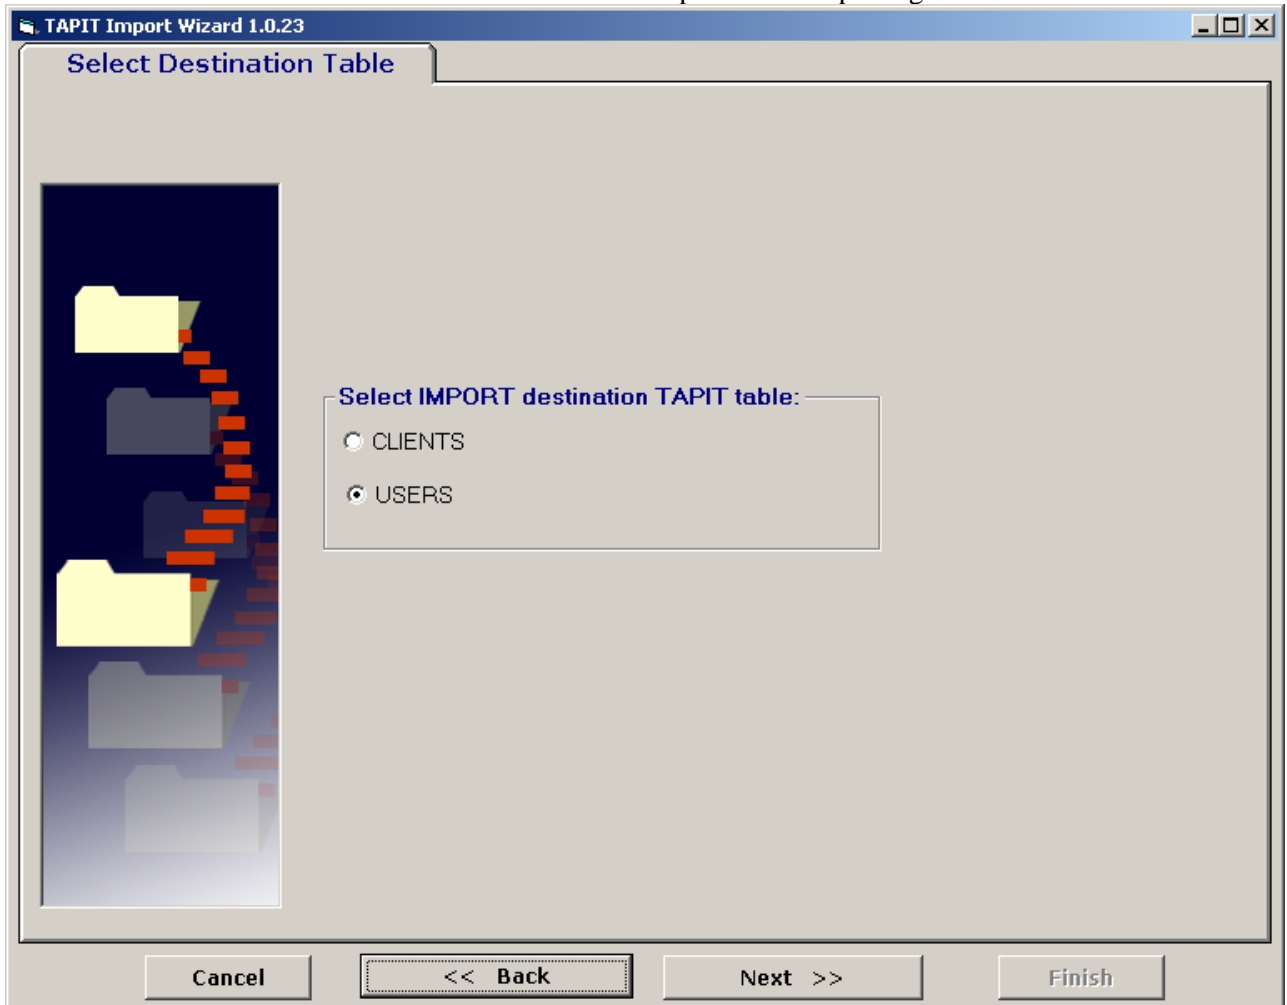 TAPIT Import Wizard 1.0.23
Select Destination Table
Select IMPORT destination TAPIT table:
CLIENTS
USERS
Cancel
<< Back
Next >>
Finish